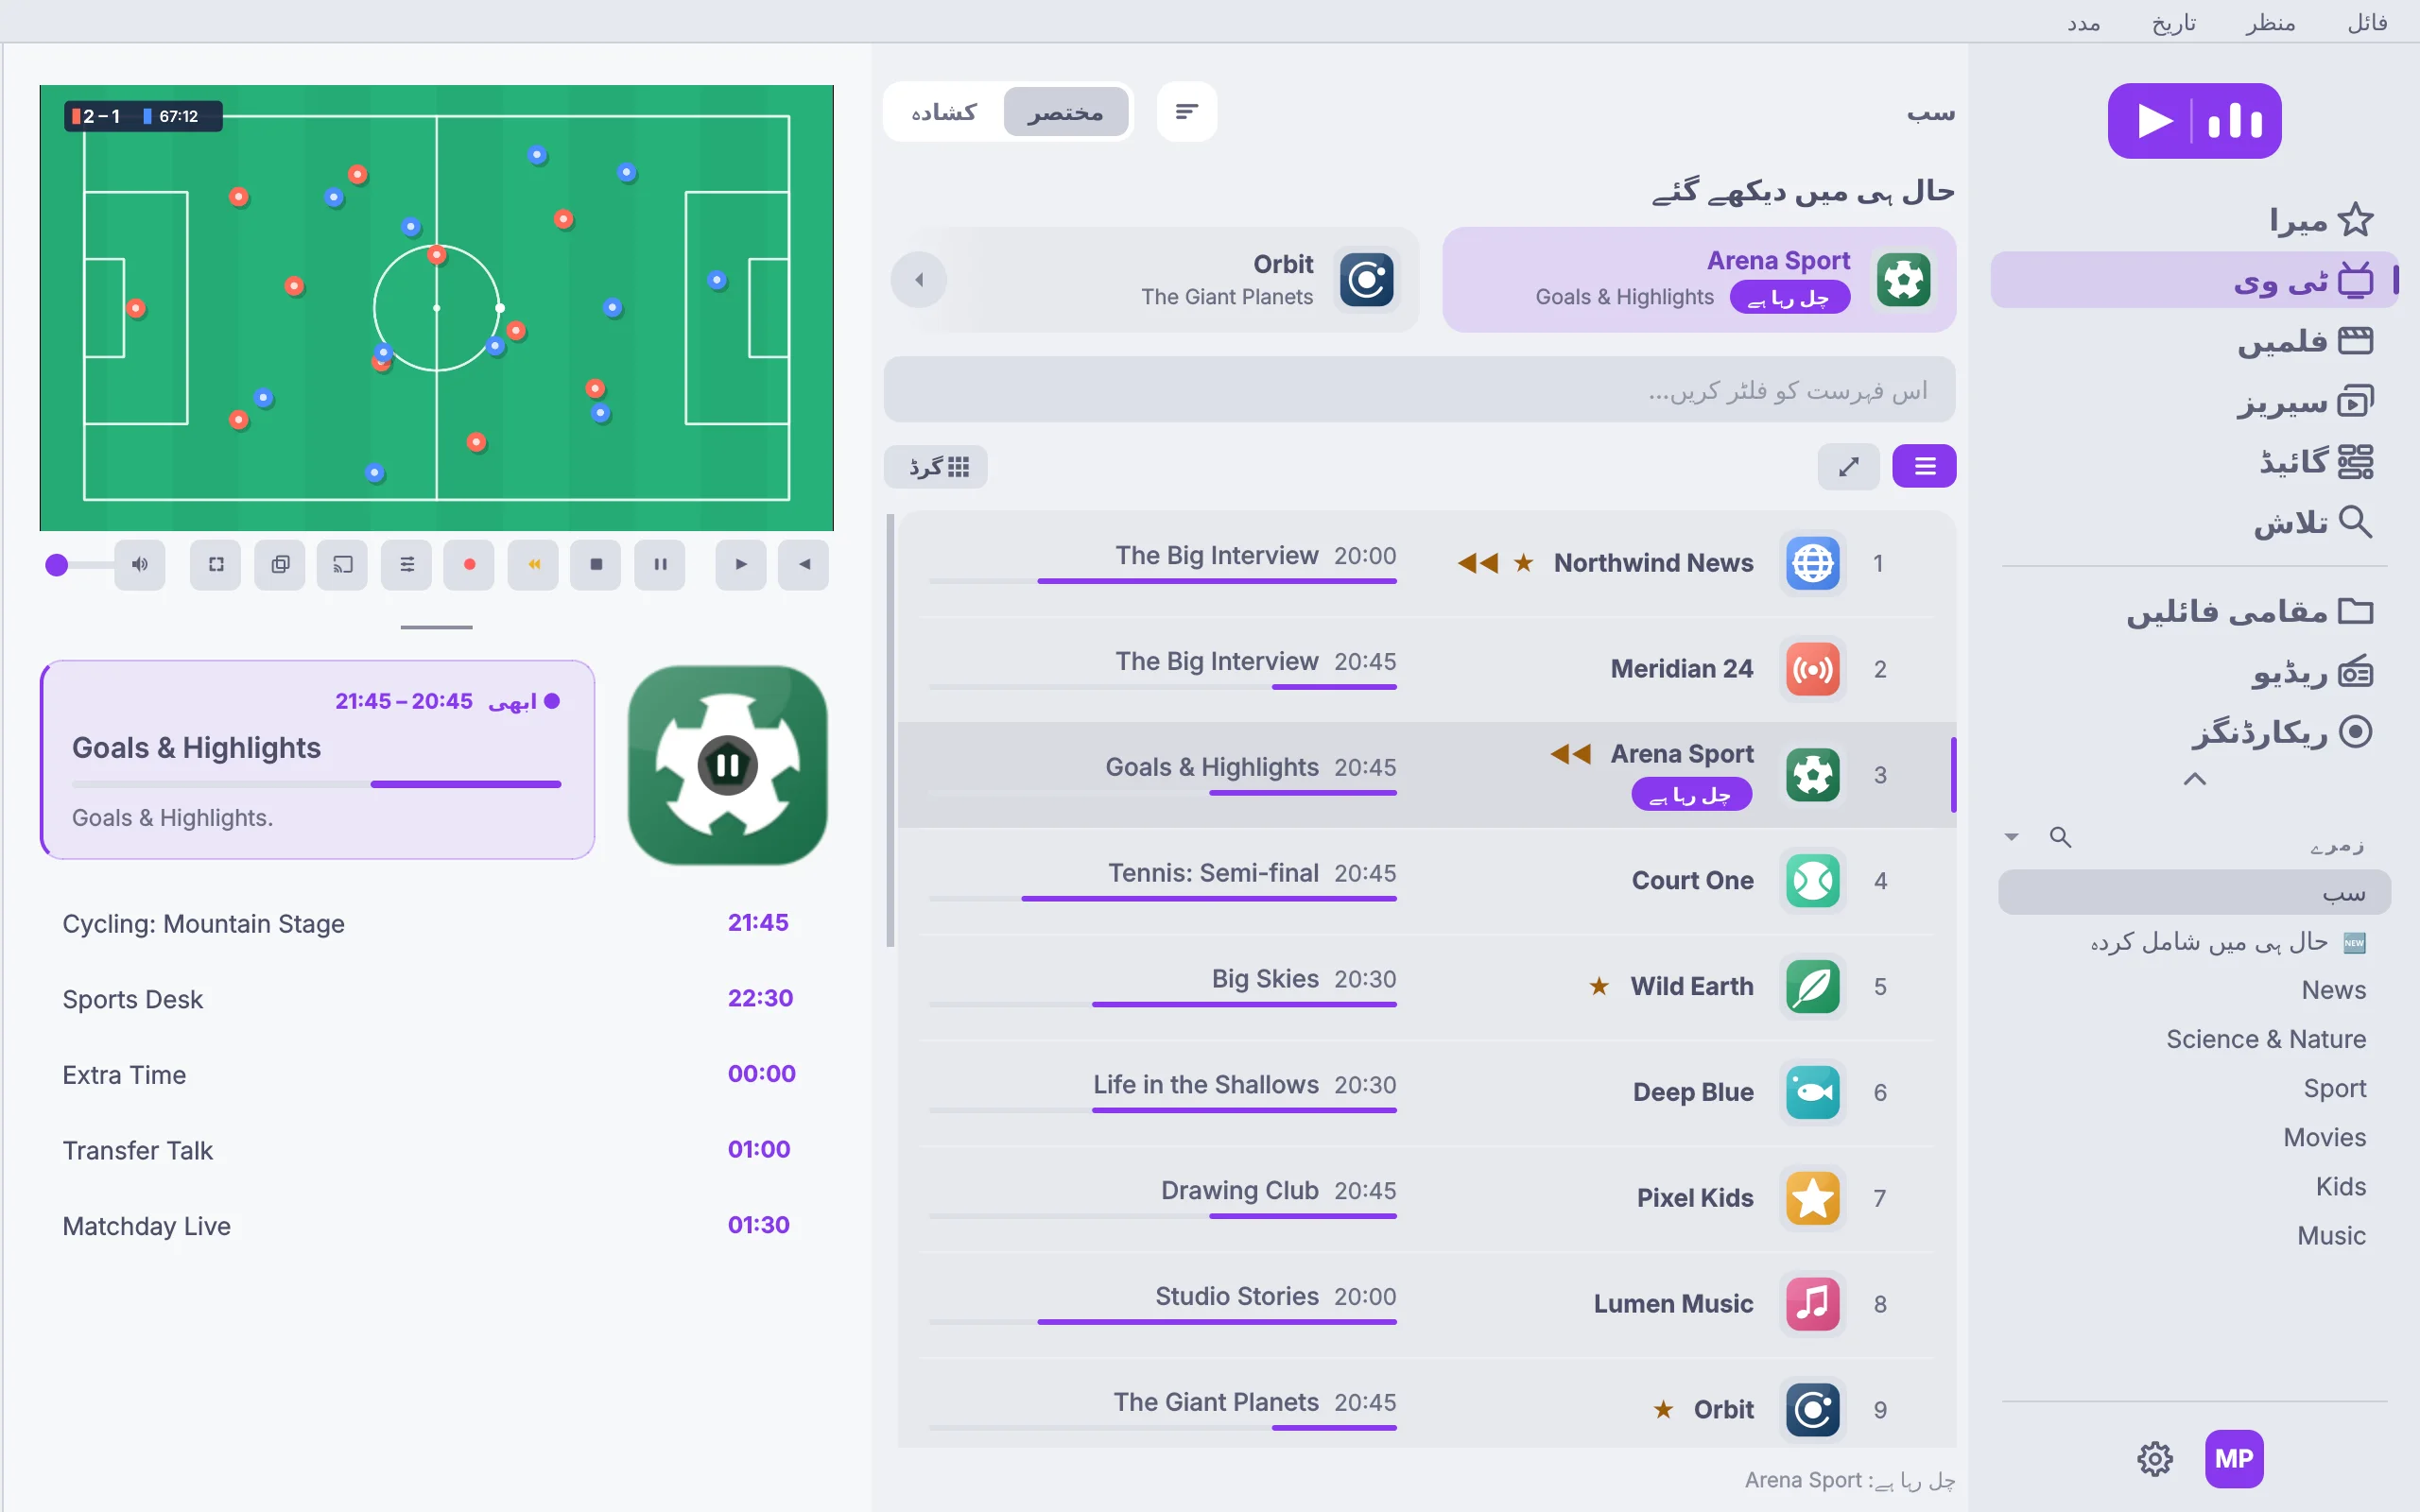 فائل
منظر
تاریخ
مدد
میرا
ٹی وی
فلمیں
سیریز
گائیڈ
تلاش
مقامی فائلیں
ریڈیو
ریکارڈنگز
زمرے
سب
🆕 حال ہی میں شامل کردہ
News
Science & Nature
Sport
Movies
Kids
Music
MP
سب
مختصر
کشادہ
حال ہی میں دیکھے گئے
Arena Sport
چل رہا ہے Goals & Highlights
Orbit
The Giant Planets
اس فہرست کو فلٹر کریں...
گرڈ
1 Northwind News ★ 20:00 The Big Interview
2 Meridian 24 20:45 The Big Interview
3 Arena Sport 20:45 Goals & Highlights
چل رہا ہے
4 Court One 20:45 Tennis: Semi-final
5 Wild Earth ★ 20:30 Big Skies
6 Deep Blue 20:30 Life in the Shallows
7 Pixel Kids 20:45 Drawing Club
8 Lumen Music 20:00 Studio Stories
9 Orbit ★ 20:45 The Giant Planets
چل رہا ہے: Arena Sport
2 – 1 67:12
ابھی 20:45 – 21:45
Goals & Highlights
Goals & Highlights.
21:45 Cycling: Mountain Stage
22:30 Sports Desk
00:00 Extra Time
01:00 Transfer Talk
01:30 Matchday Live